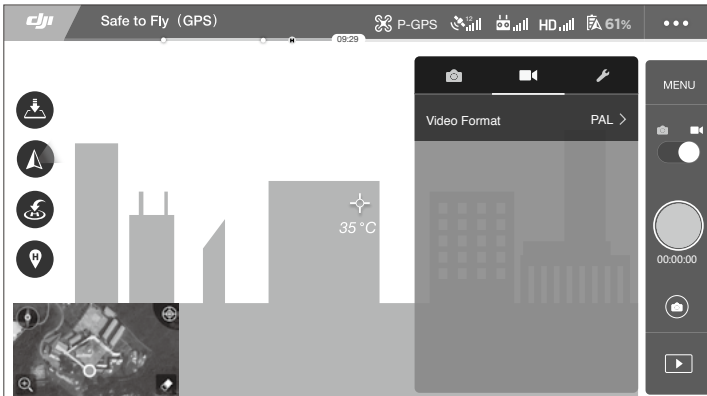 dji Safe to Fly (GPS) P-GPS 12 HD 61%
H 09:29
MENU
Video Format PAL >
H
35°C
H
00:00:00